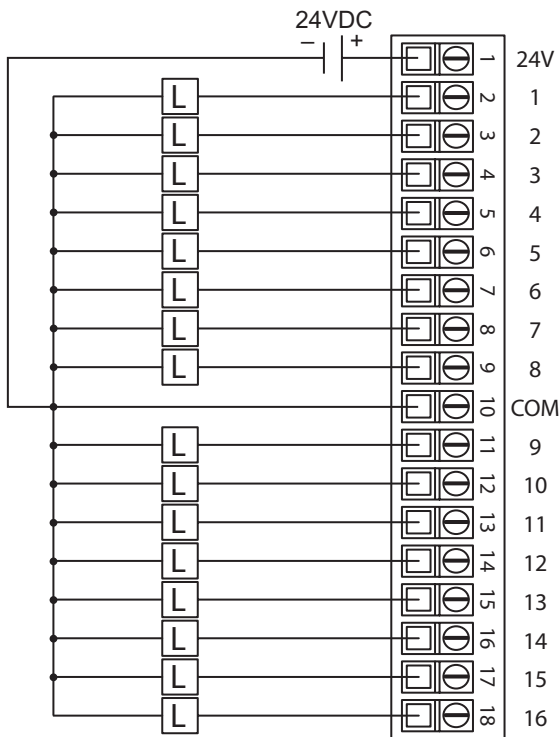 24VDC
– +
1 24V
L 2 1
L 3 2
L 4 3
L 5 4
L 6 5
L 7 6
L 8 7
L 9 8
10 COM
L 11 9
L 12 10
L 13 11
L 14 12
L 15 13
L 16 14
L 17 15
L 18 16